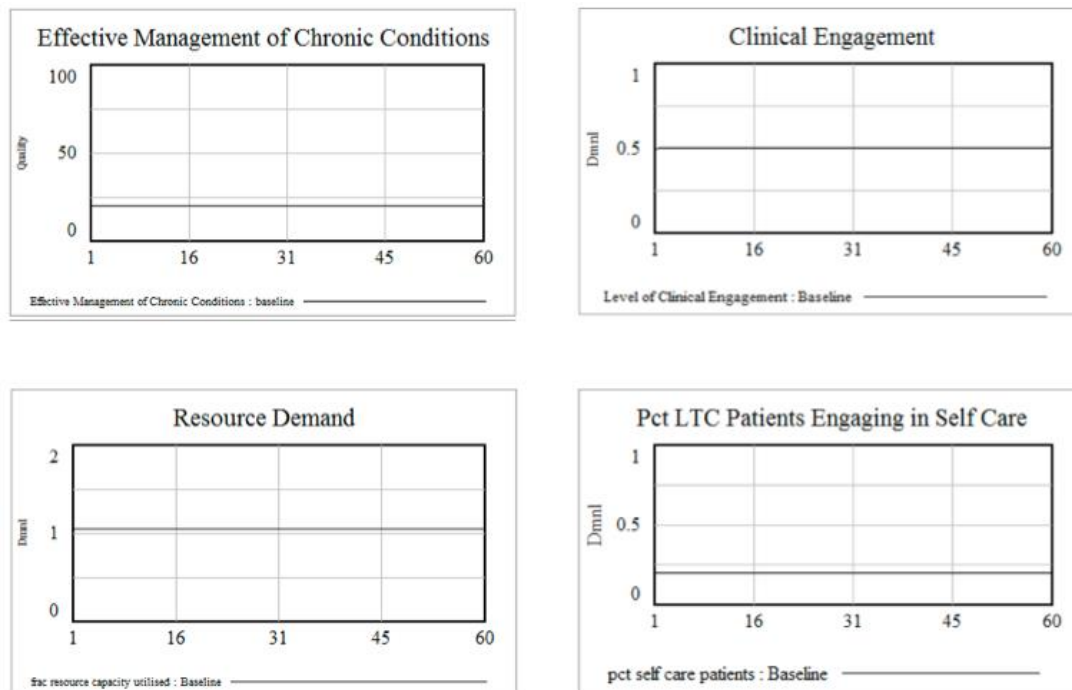 Effective Management of Chronic Conditions
100
50
0
Quality
1 16 31 45 60
Effective Management of Chronic Conditions : baseline
Clinical Engagement
1
0.5
0
Dmnl
1 16 31 45 60
Level of Clinical Engagement : Baseline
Resource Demand
2
1
0
Dmnl
1 16 31 45 60
frac resource capacity utilised : Baseline
Pct LTC Patients Engaging in Self Care
1
0.5
0
Dmnl
1 16 31 45 60
pct self care patients : Baseline